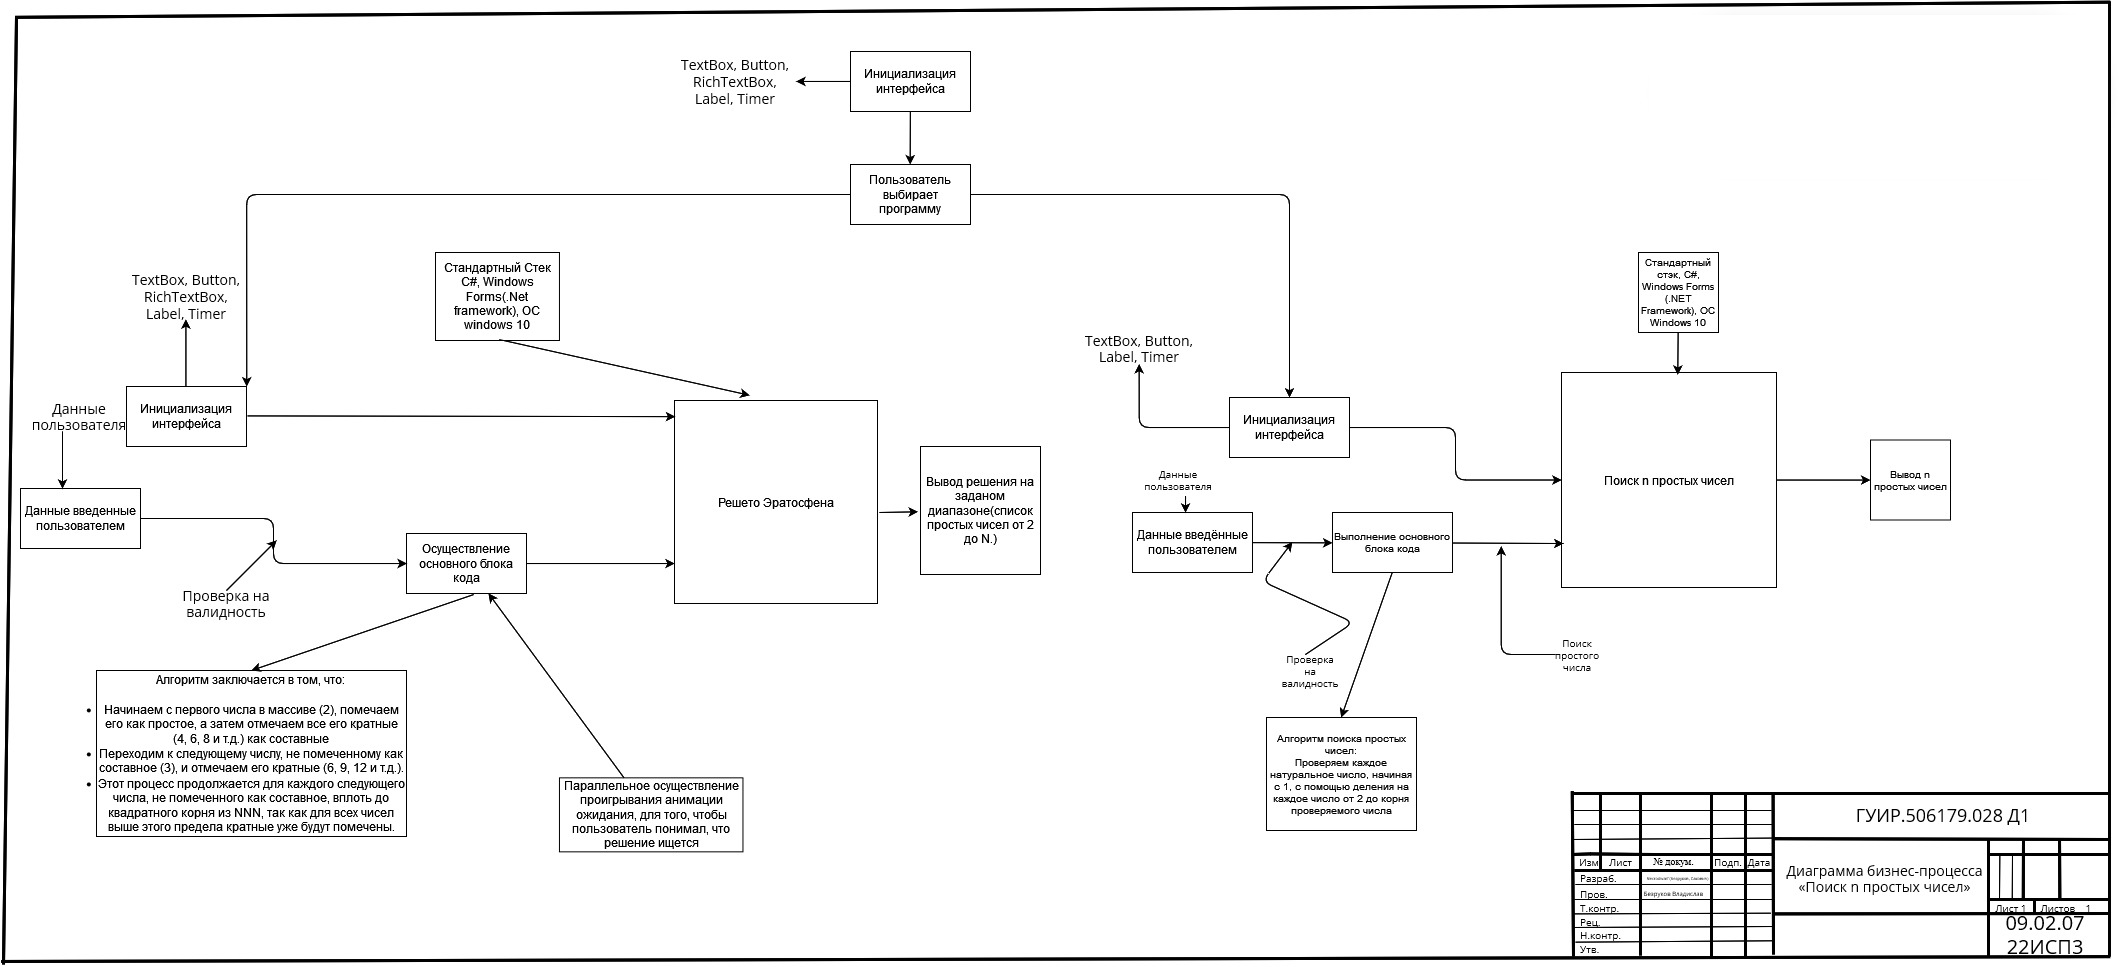 TextBox, Button,
RichTextBox,
Label, Timer
Инициализация
интерфейса
Пользователь
выбирает
программу
TextBox, Button,
RichTextBox,
Label, Timer
Стандартный Стек
C#, Windows
Forms(.Net
framework), ОС
windows 10
Данные
пользователя
Инициализация
интерфейса
Данные введенные
пользователем
Проверка на
валидность
Осуществление
основного блока
кода
Решето Эратосфена
Вывод решения на
заданом
диапазоне(список
простых чисел от 2
до N.)
Алгоритм заключается в том, что:
• Начинаем с первого числа в массиве (2), помечаем
его как простое, а затем отмечаем все его кратные
(4, 6, 8 и т.д.) как составные
• Переходим к следующему числу, не помеченному как
составное (3), и отмечаем его кратные (6, 9, 12 и т.д.).
• Этот процесс продолжается для каждого следующего
числа, не помеченного как составное, вплоть до
квадратного корня из NNN, так как для всех чисел
выше этого предела кратные уже будут помечены.
Параллельное осуществление
проигрывания анимации
ожидания, для того, чтобы
пользователь понимал, что
решение ищется
TextBox, Button,
Label, Timer
Инициализация
интерфейса
Стандартный
стэк, C#,
Windows Forms
(.NET
Framework), ОС
Windows 10
Данные
пользователя
Данные введённые
пользователем
Выполнение основного
блока кода
Поиск n простых чисел
Вывод n
простых чисел
Проверка
на
валидность
Поиск
простого
числа
Алгоритм поиска простых
чисел:
Проверяем каждое
натуральное число, начиная
с 1, с помощью деления на
каждое число от 2 до корня
проверяемого числа
ГУИР.506179.028 Д1
Изм Лист № докум. Подп. Дата
Разраб.
Пров. Безруков Владислав
Т.контр.
Рец.
Н.контр.
Утв.
Диаграмма бизнес-процесса
«Поиск n простых чисел»
Лист 1 Листов 1
09.02.07
22ИСП3